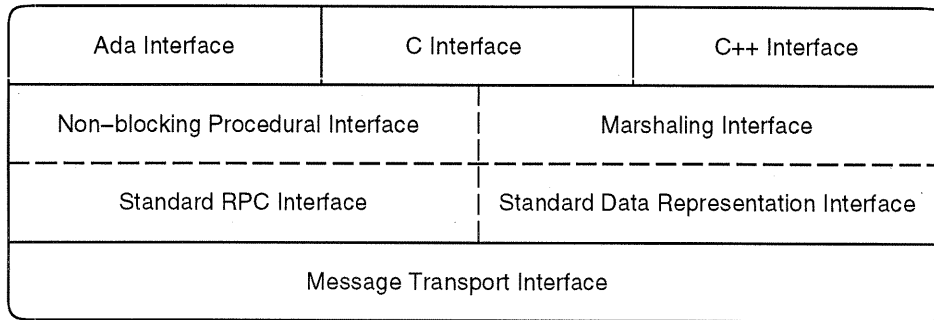 Ada Interface
C Interface
C++ Interface
Non–blocking Procedural Interface
Marshaling Interface
Standard RPC Interface
Standard Data Representation Interface
Message Transport Interface